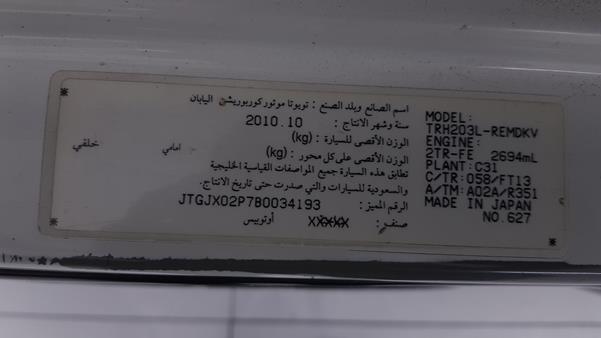 اسم الصانع وبلد الصنع : تويوتا موتور كوربوريشن اليابان
سنة وشهر الانتاج : 2010.10
الوزن الأقصى للسيارة : (kg)
الوزن الأقصى على كل محور : (kg) امامي خلفي
تطابق هذه السيارة جميع المواصفات القياسية الخليجية
والسعودية للسيارات والتي صدرت حتى تاريخ الانتاج.
الرقم المميز : JTGJX02P7B0034193
صنف : XXXXX أوتوبيس
MODEL:
TRH203L-REMDKV
ENGINE:
2TR-FE 2694mL
PLANT: C31
C/TR: 058/FT13
A/TM: A02A/R351
MADE IN JAPAN
NO.627